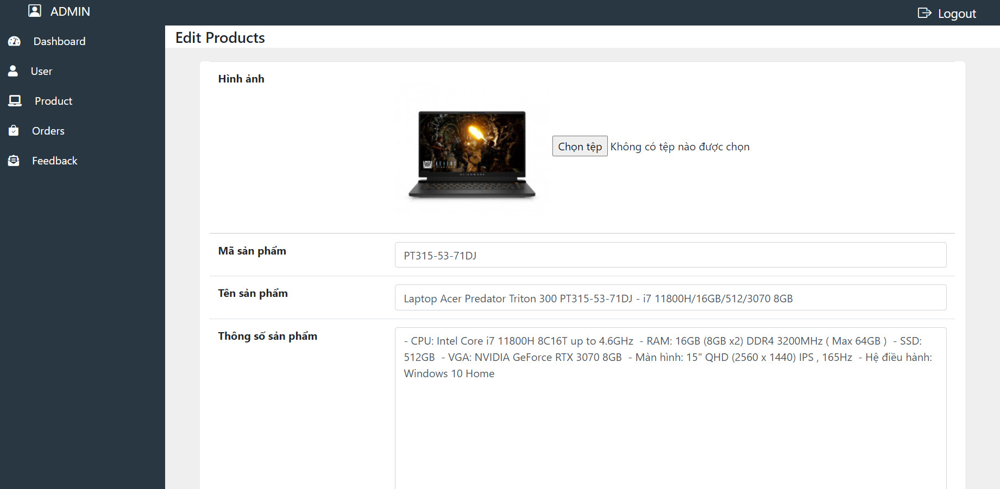 ADMIN
Logout
Dashboard
User
Product
Orders
Feedback
Edit Products
Hình ảnh
ALIENWARE
Chọn tệp Không có tệp nào được chọn
Mã sản phẩm
PT315-53-71DJ
Tên sản phẩm
Laptop Acer Predator Triton 300 PT315-53-71DJ - i7 11800H/16GB/512/3070 8GB
Thông số sản phẩm
- CPU: Intel Core i7 11800H 8C16T up to 4.6GHz - RAM: 16GB (8GB x2) DDR4 3200MHz ( Max 64GB ) - SSD:
512GB - VGA: NVIDIA GeForce RTX 3070 8GB - Màn hình: 15" QHD (2560 x 1440) IPS , 165Hz - Hệ điều hành:
Windows 10 Home